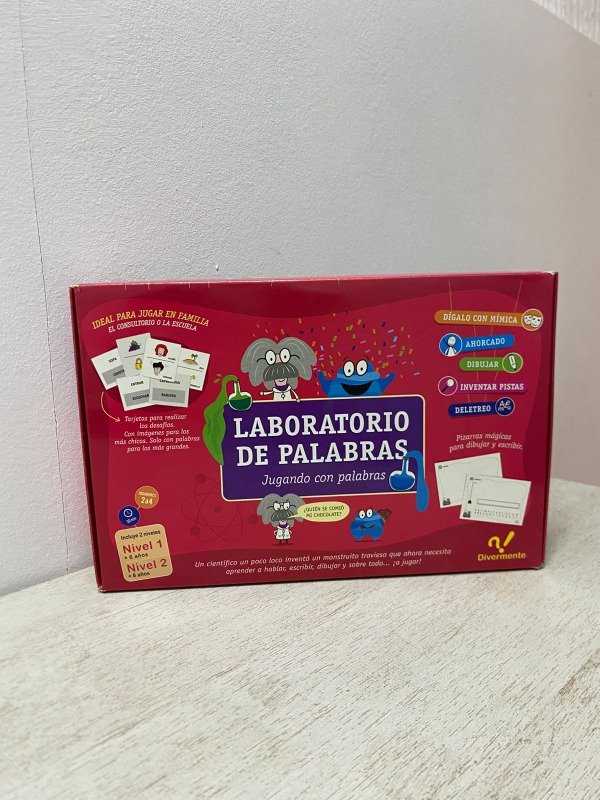 IDEAL PARA JUGAR EN FAMILIA
EL CONSULTORIO O LA ESCUELA
SOFA
Tarjetas para realizar
los desafíos.
Con imágenes para los
más chicos. Solo con palabras
para los más grandes.
JUGADORES
2 a 4
Incluye 2 niveles
Nivel 1
+ 6 años
Nivel 2
+ 8 años
LABORATORIO
DE PALABRAS
Jugando con palabras
¿QUIÉN SE COMIÓ
MI CHOCOLATE?
DÍGALO CON MÍMICA
AHORCADO
DIBUJAR
INVENTAR PISTAS
DELETREO
Pizarras mágicas
para dibujar y escribir.
Divermente
Un científico un poco loco inventó un monstruito travieso que ahora necesita
aprender a hablar, escribir, dibujar y sobre todo... ¡a jugar!